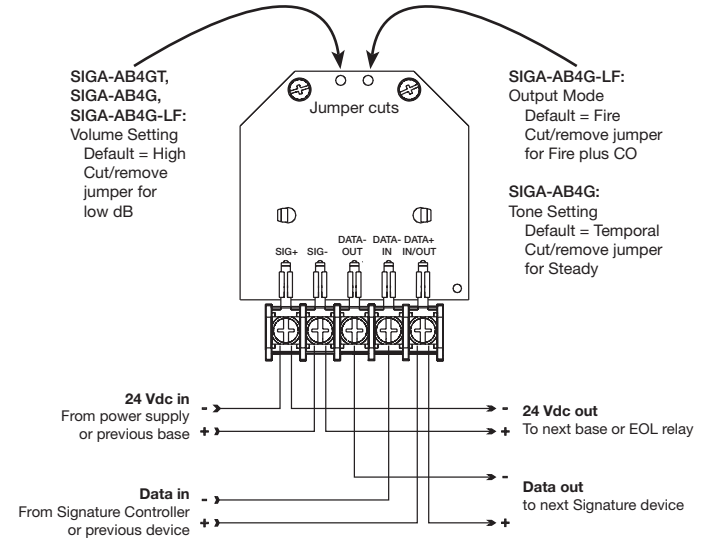 SIGA-AB4GT,
SIGA-AB4G,
SIGA-AB4G-LF:
Volume Setting
Default = High
Cut/remove
jumper for
low dB
Jumper cuts
SIGA-AB4G-LF:
Output Mode
Default = Fire
Cut/remove jumper
for Fire plus CO
SIGA-AB4G:
Tone Setting
Default = Temporal
Cut/remove jumper
for Steady
SIG+
SIG-
DATA-
OUT
DATA-
IN
DATA+
IN/OUT
24 Vdc in
From power supply
or previous base
-
+
-
+
24 Vdc out
To next base or EOL relay
Data in
From Signature Controller
or previous device
-
+
-
+
Data out
to next Signature device